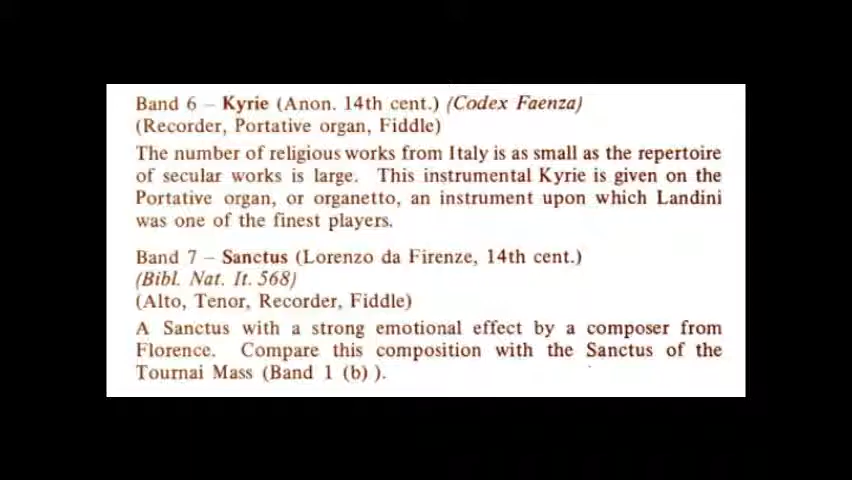 Band 6 – Kyrie (Anon. 14th cent.) (Codex Faenza)
(Recorder, Portative organ, Fiddle)
The number of religious works from Italy is as small as the repertoire
of secular works is large. This instrumental Kyrie is given on the
Portative organ, or organetto, an instrument upon which Landini
was one of the finest players.
Band 7 – Sanctus (Lorenzo da Firenze, 14th cent.)
(Bibl. Nat. It. 568)
(Alto, Tenor, Recorder, Fiddle)
A Sanctus with a strong emotional effect by a composer from
Florence. Compare this composition with the Sanctus of the
Tournai Mass (Band 1 (b) ).